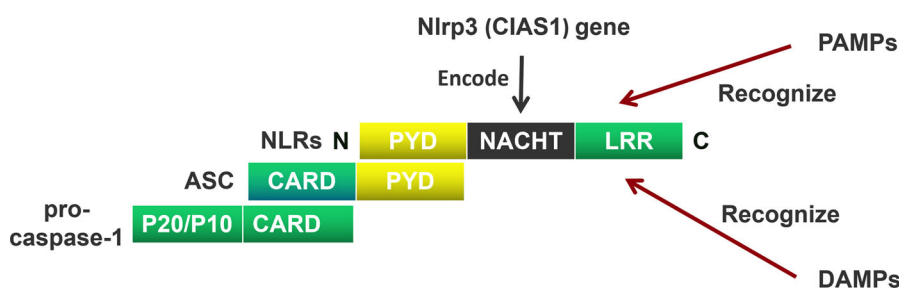 Nlrp3 (CIAS1) gene
PAMPs
Encode
Recognize
NLRs N PYD NACHT LRR C
ASC CARD PYD
Recognize
pro-
caspase-1 P20/P10 CARD
DAMPs